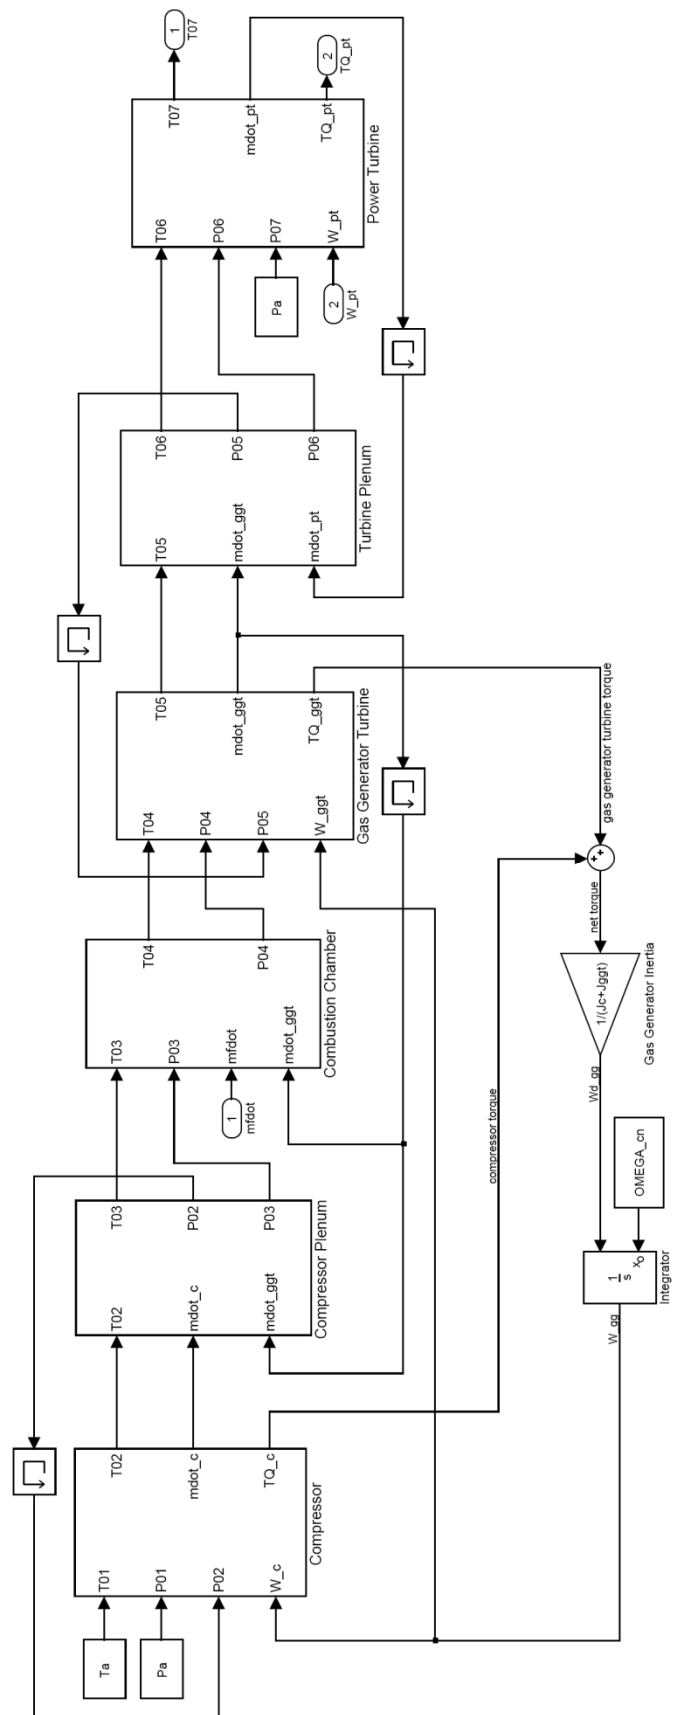 Ta
Pa
T01
P01
P02
W_c
T02
mdot_c
TQ_c
Compressor
T02
mdot_c
mdot_ggt
T03
P02
P03
Compressor Plenum
1
mfdot
T03
P03
mfdot
mdot_ggt
T04
P04
Combustion Chamber
T04
P04
P05
W_ggt
T05
mdot_ggt
TQ_ggt
Gas Generator Turbine
T05
mdot_ggt
mdot_pt
T06
P05
P06
Turbine Plenum
Pa
2
W_pt
T06
P06
P07
W_pt
T07
mdot_pt
TQ_pt
Power Turbine
1
T07
2
TQ_pt
compressor torque
gas generator turbine torque
++
net torque
1/(Jc+Jggt)
Gas Generator Inertia
Wd_gg
OMEGA_cn
1
s
xo
Integrator
W_gg